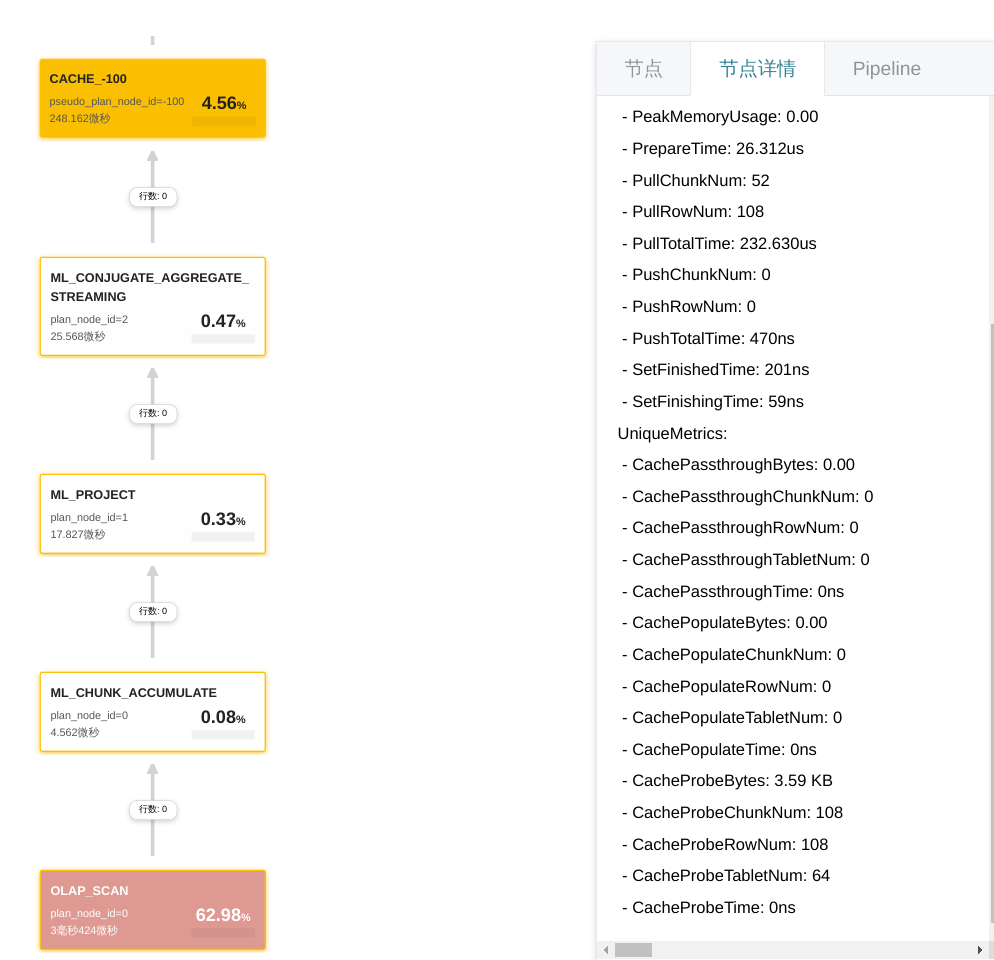 CACHE_-100
pseudo_plan_node_id=-100
4.56%
248.162微秒
行数: 0
ML_CONJUGATE_AGGREGATE_
STREAMING
plan_node_id=2
0.47%
25.568微秒
行数: 0
ML_PROJECT
plan_node_id=1
0.33%
17.827微秒
行数: 0
ML_CHUNK_ACCUMULATE
plan_node_id=0
0.08%
4.562微秒
行数: 0
OLAP_SCAN
plan_node_id=0
62.98%
3毫秒424微秒
节点 节点详情 Pipeline
- PeakMemoryUsage: 0.00
- PrepareTime: 26.312us
- PullChunkNum: 52
- PullRowNum: 108
- PullTotalTime: 232.630us
- PushChunkNum: 0
- PushRowNum: 0
- PushTotalTime: 470ns
- SetFinishedTime: 201ns
- SetFinishingTime: 59ns
UniqueMetrics:
- CachePassthroughBytes: 0.00
- CachePassthroughChunkNum: 0
- CachePassthroughRowNum: 0
- CachePassthroughTabletNum: 0
- CachePassthroughTime: 0ns
- CachePopulateBytes: 0.00
- CachePopulateChunkNum: 0
- CachePopulateRowNum: 0
- CachePopulateTabletNum: 0
- CachePopulateTime: 0ns
- CacheProbeBytes: 3.59 KB
- CacheProbeChunkNum: 108
- CacheProbeRowNum: 108
- CacheProbeTabletNum: 64
- CacheProbeTime: 0ns